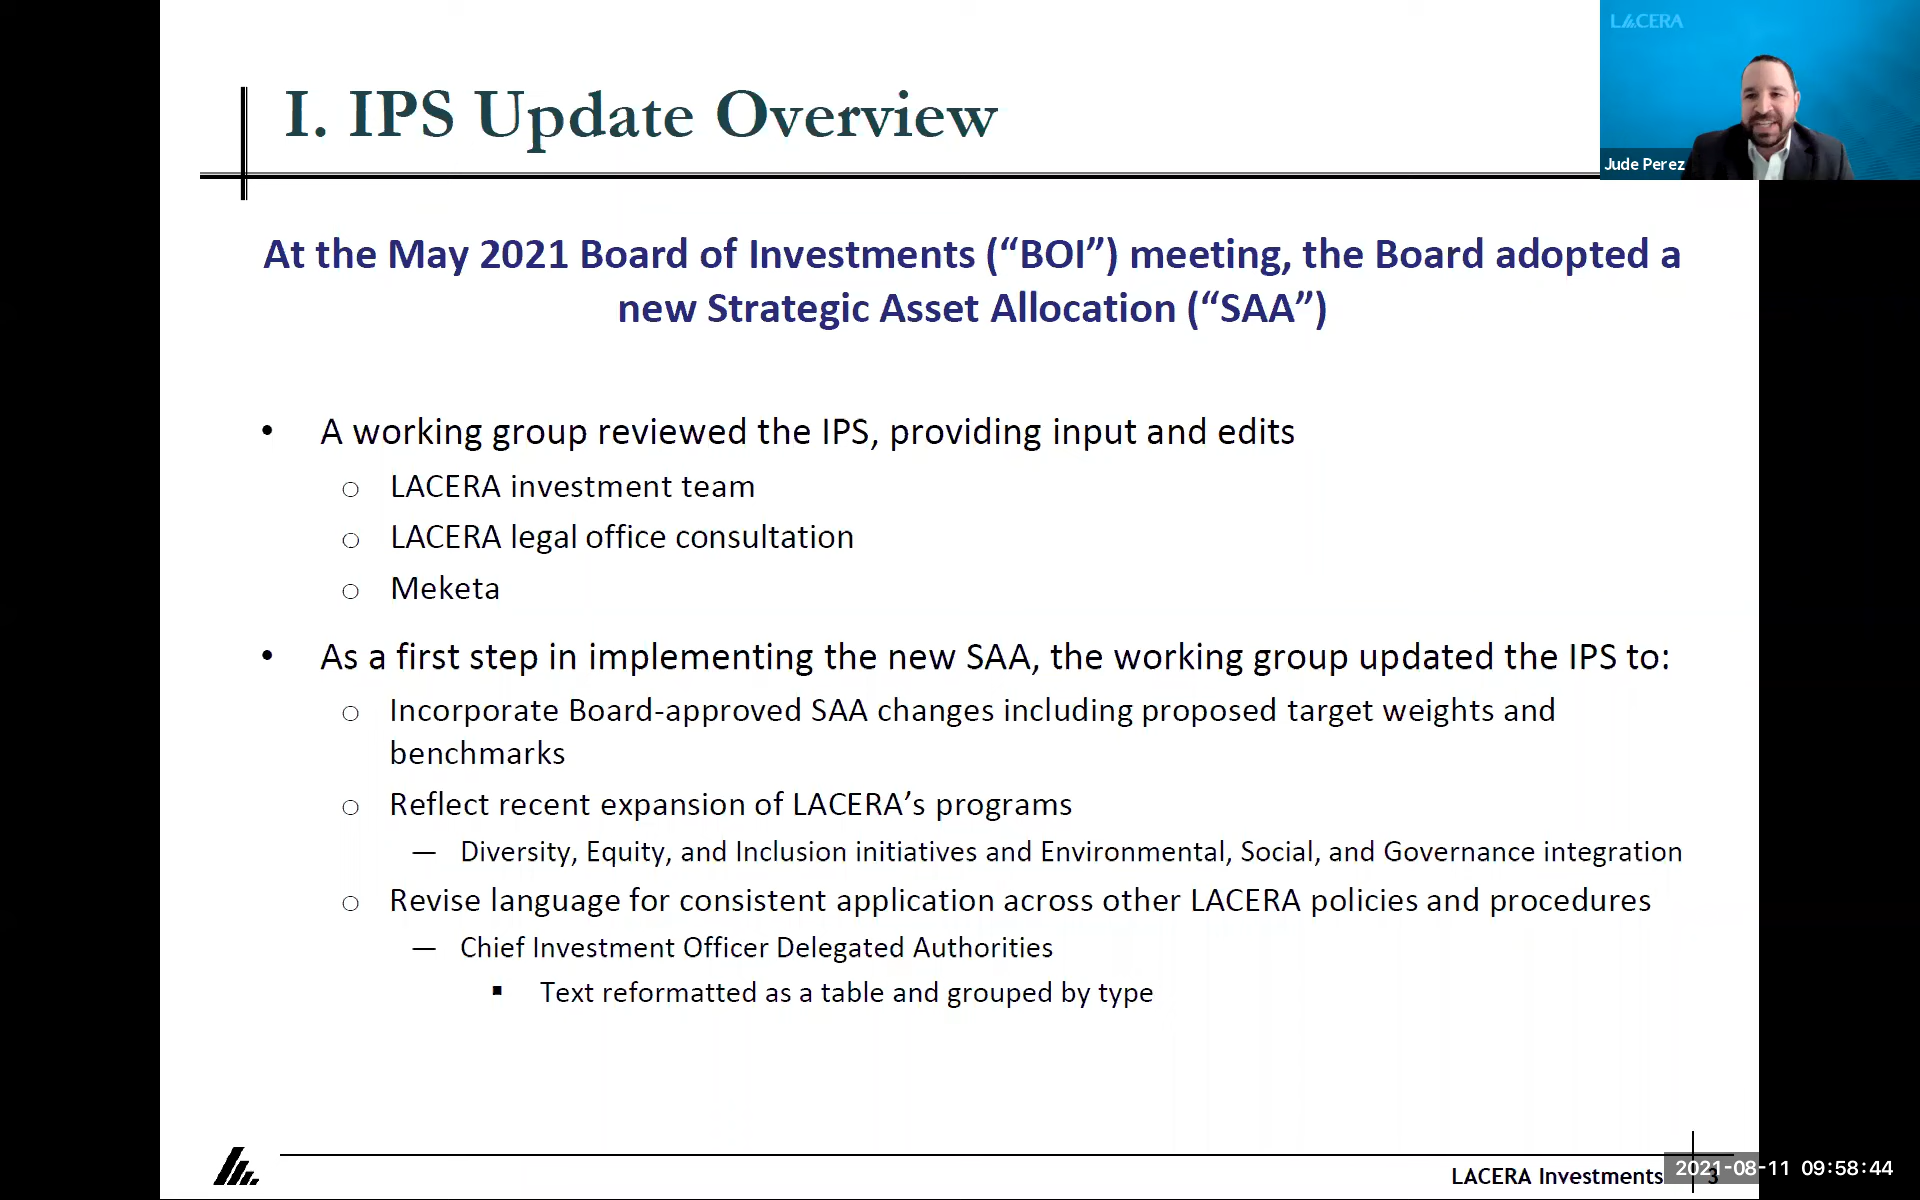 LACERA
I. IPS Update Overview
Jude Perez
At the May 2021 Board of Investments (“BOI”) meeting, the Board adopted a
new Strategic Asset Allocation (“SAA”)
• A working group reviewed the IPS, providing input and edits
○ LACERA investment team
○ LACERA legal office consultation
○ Meketa
• As a first step in implementing the new SAA, the working group updated the IPS to:
○ Incorporate Board-approved SAA changes including proposed target weights and
benchmarks
○ Reflect recent expansion of LACERA’s programs
— Diversity, Equity, and Inclusion initiatives and Environmental, Social, and Governance integration
○ Revise language for consistent application across other LACERA policies and procedures
— Chief Investment Officer Delegated Authorities
▪ Text reformatted as a table and grouped by type
LACERA Investments 3
2021-08-11 09:58:44